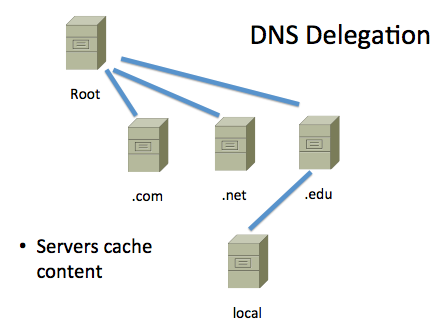 DNS Delegation
Root
.com
.net
.edu
• Servers cache
content
local